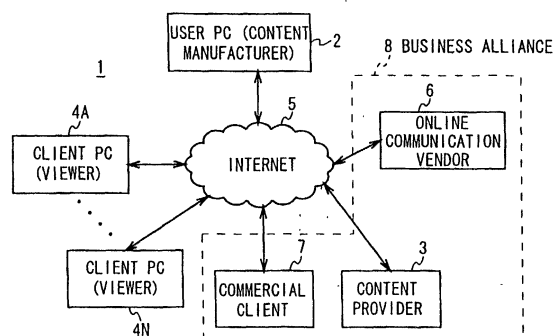 USER PC (CONTENT
MANUFACTURER)
2
8 BUSINESS ALLIANCE
1
5
6
4A
CLIENT PC
(VIEWER)
INTERNET
ONLINE
COMMUNICATION
VENDOR
CLIENT PC
(VIEWER)
4N
7
COMMERCIAL
CLIENT
3
CONTENT
PROVIDER